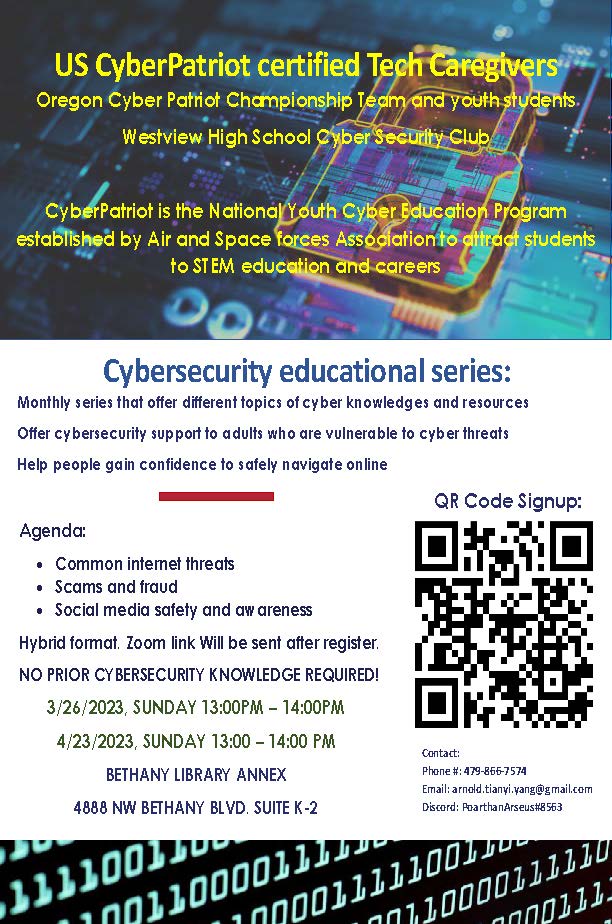 US CyberPatriot certified Tech Caregivers
Oregon Cyber Patriot Championship Team and youth students
Westview High School Cyber Security Club
CyberPatriot is the National Youth Cyber Education Program
established by Air and Space forces Association to attract students
to STEM education and careers
Cybersecurity educational series:
Monthly series that offer different topics of cyber knowledges and resources
Offer cybersecurity support to adults who are vulnerable to cyber threats
Help people gain confidence to safely navigate online
Agenda:
• Common internet threats
• Scams and fraud
• Social media safety and awareness
Hybrid format. Zoom link Will be sent after register.
NO PRIOR CYBERSECURITY KNOWLEDGE REQUIRED!
3/26/2023, SUNDAY 13:00PM – 14:00PM
4/23/2023, SUNDAY 13:00 – 14:00 PM
BETHANY LIBRARY ANNEX
4888 NW BETHANY BLVD. SUITE K-2
QR Code Signup:
Contact:
Phone #: 479-866-7574
Email: arnold.tianyi.yang@gmail.com
Discord: PoarthanArseus#8563